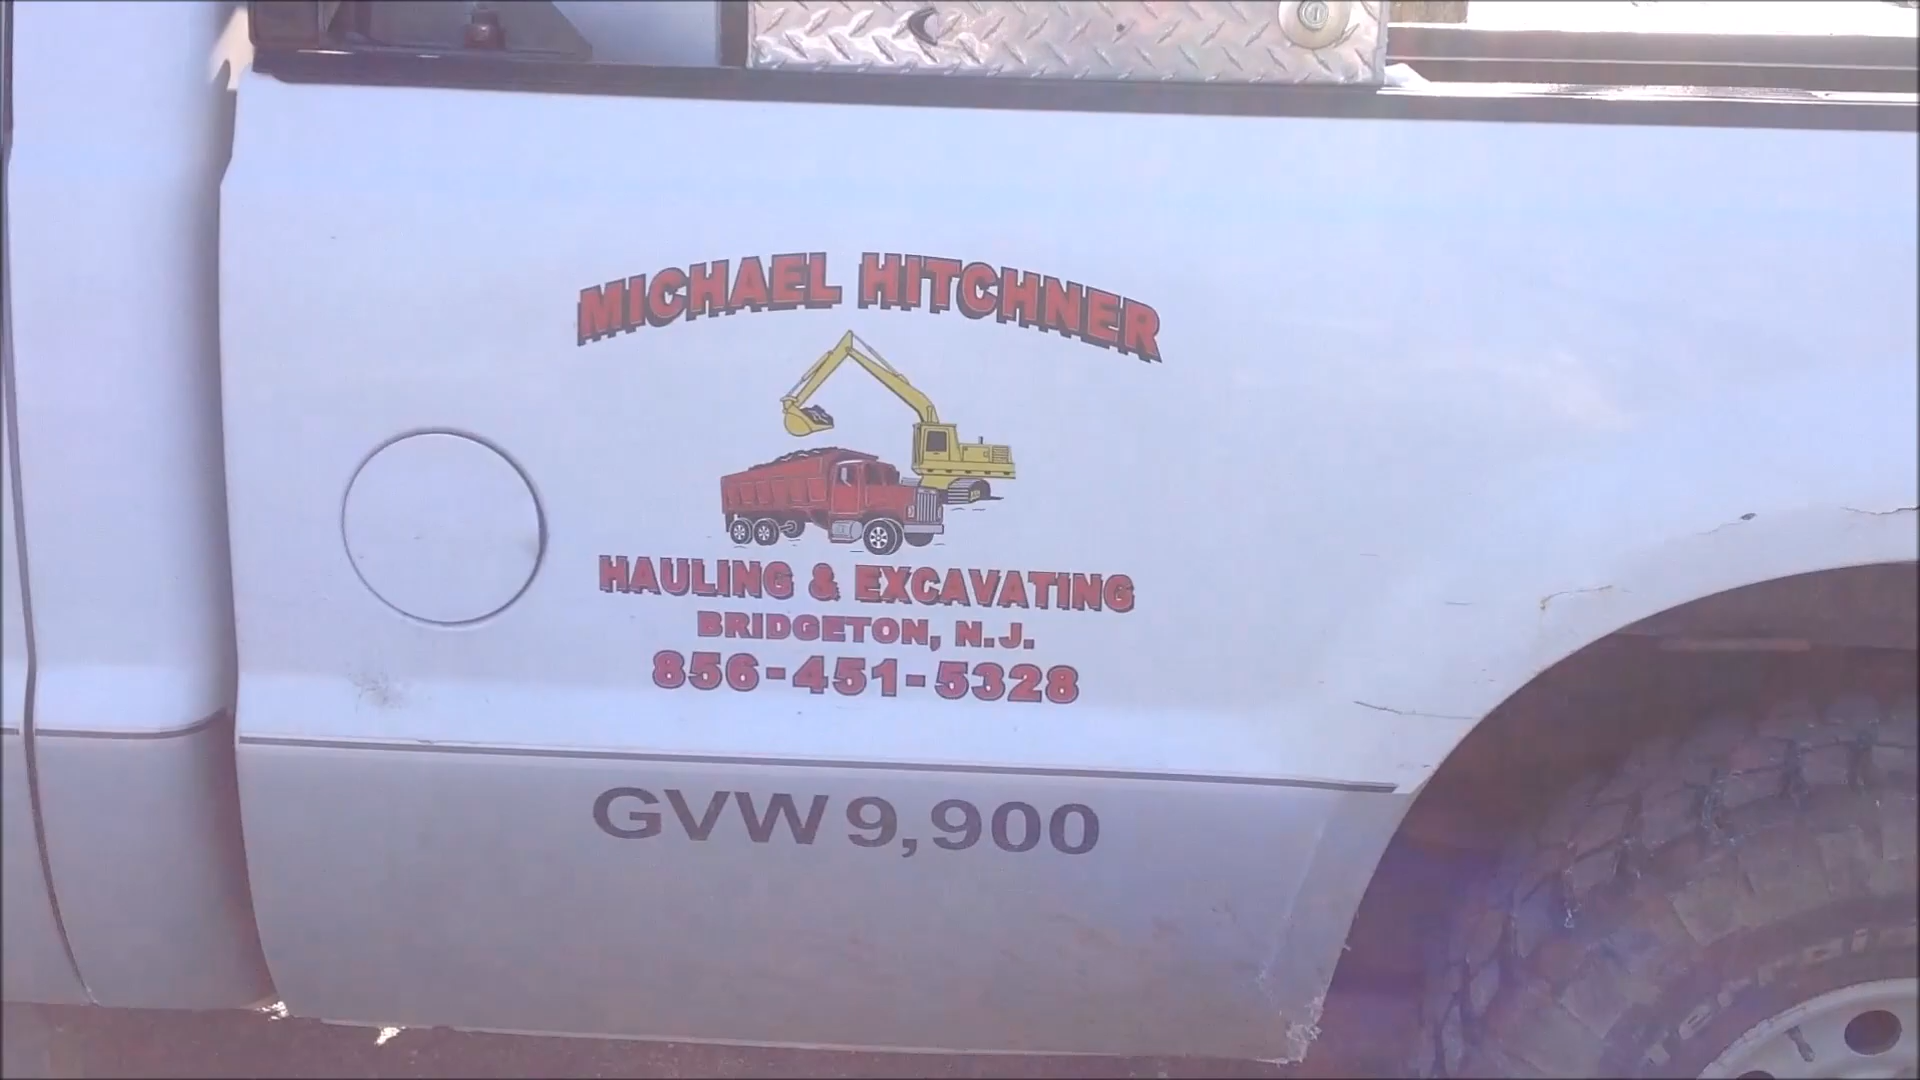 MICHAEL HITCHNER
HAULING & EXCAVATING
BRIDGETON, N.J.
856-451-5328
GVW 9,900